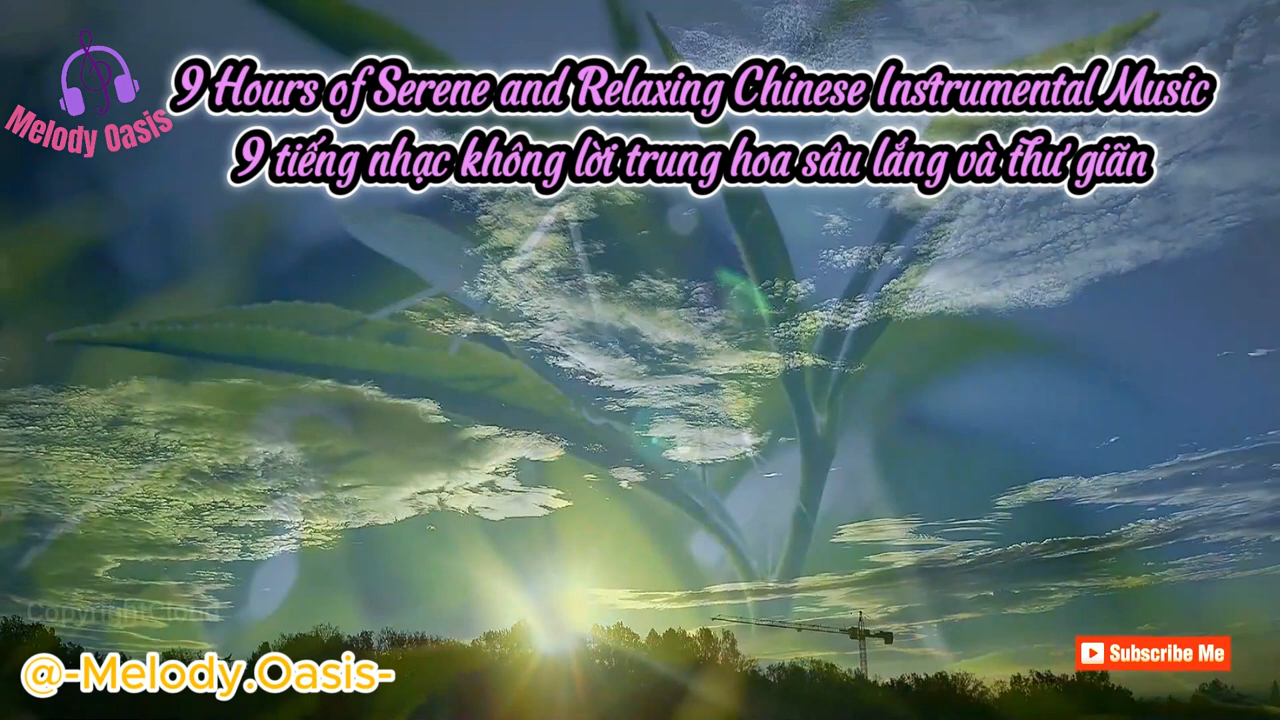 Melody Oasis
9 Hours of Serene and Relaxing Chinese Instrumental Music
9 tiếng nhạc không lời trung hoa sâu lắng và thư giãn
@-Melody.Oasis-
Subscribe Me